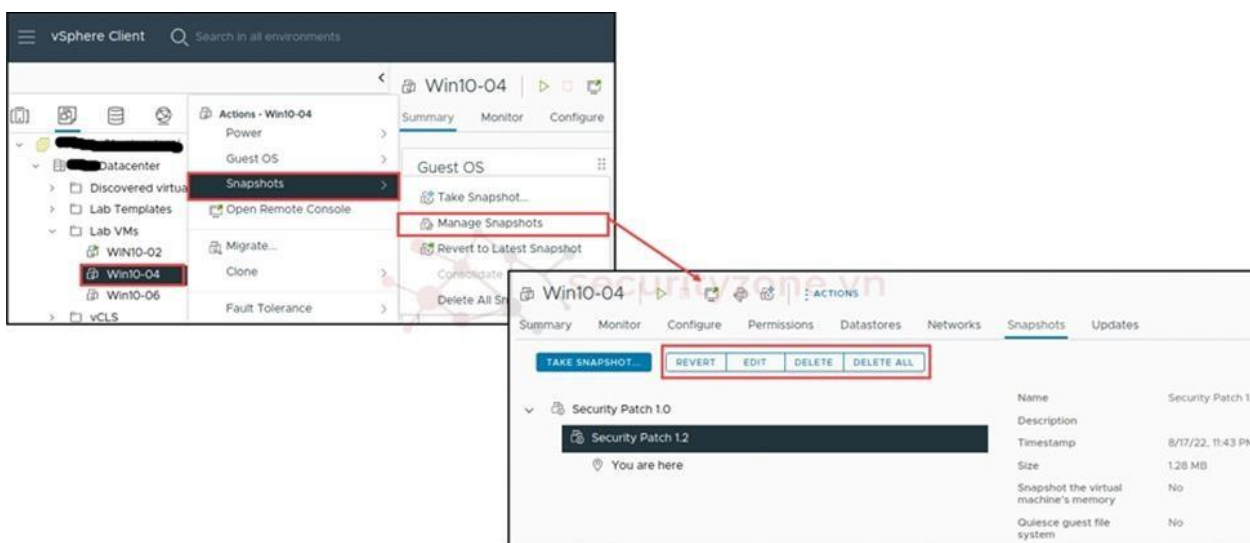 vSphere Client
Search in all environments
Win10-04
Actions - Win10-04
Power
Guest OS
Snapshots
Open Remote Console
Migrate...
Clone
Fault Tolerance
Datacenter
Discovered virtua
Lab Templates
Lab VMs
WIN10-02
Win10-04
Win10-06
vCLS
Summary Monitor Configure
Guest OS
Take Snapshot...
Manage Snapshots
Revert to Latest Snapshot
Consolidate
Delete All Sn
securityzone.vn
Win10-04 ACTIONS
Summary Monitor Configure Permissions Datastores Networks Snapshots Updates
TAKE SNAPSHOT... REVERT EDIT DELETE DELETE ALL
Security Patch 1.0
Security Patch 1.2
You are here
Name Security Patch 1
Description
Timestamp 8/17/22, 11:43 PM
Size 1.28 MB
Snapshot the virtual No
machine's memory
Quiesce guest file No
system